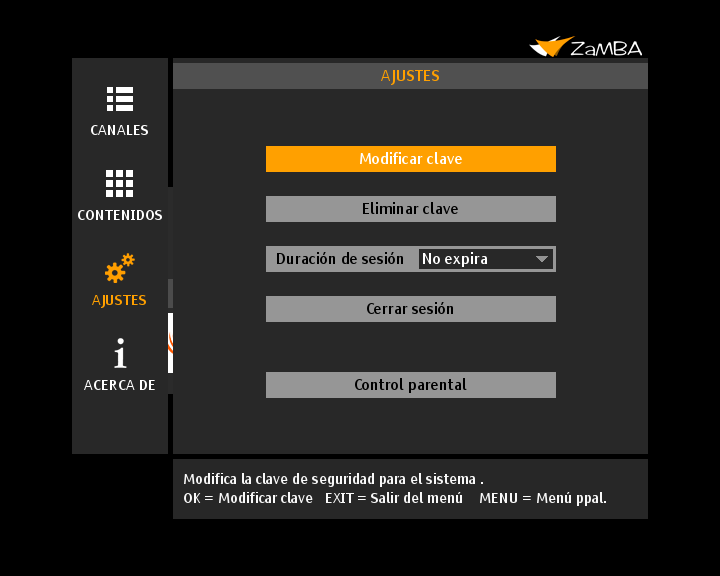 ZaMBA
AJUSTES
CANALES
CONTENIDOS
AJUSTES
ACERCA DE
Modificar clave
Eliminar clave
Duración de sesión No expira
Cerrar sesión
Control parental
Modifica la clave de seguridad para el sistema .
OK = Modificar clave EXIT = Salir del menú MENU = Menú ppal.